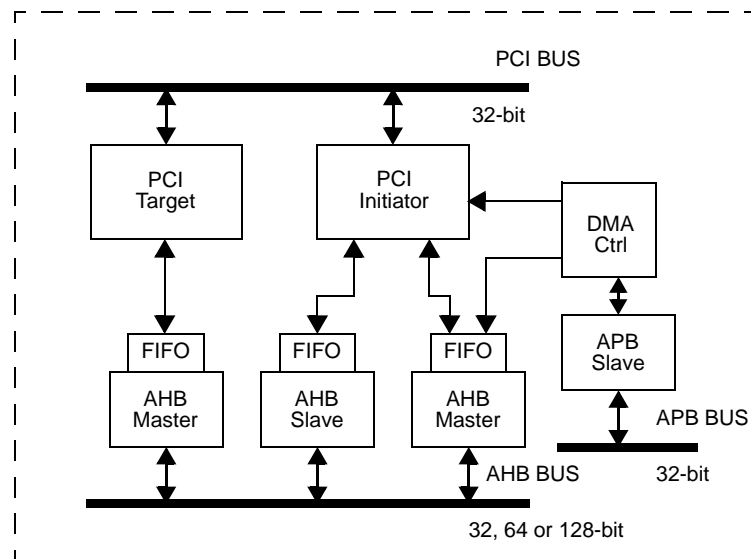 PCI BUS
32-bit
PCI
Target
PCI
Initiator
DMA
Ctrl
FIFO
FIFO
FIFO
APB
Slave
AHB
Master
AHB
Slave
AHB
Master
APB BUS
AHB BUS
32-bit
32, 64 or 128-bit